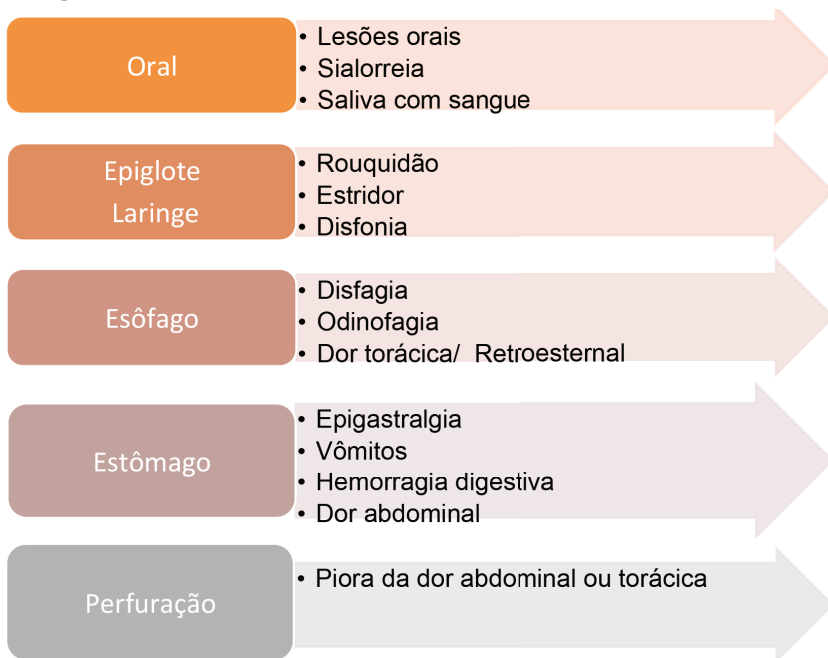 Oral
• Lesões orais
• Sialorreia
• Saliva com sangue
Epiglote
Laringe
• Rouquidão
• Estridor
• Disfonia
Esôfago
• Disfagia
• Odinofagia
• Dor torácica/ Retroesternal
Estômago
• Epigastralgia
• Vômitos
• Hemorragia digestiva
• Dor abdominal
Perfuração
• Piora da dor abdominal ou torácica